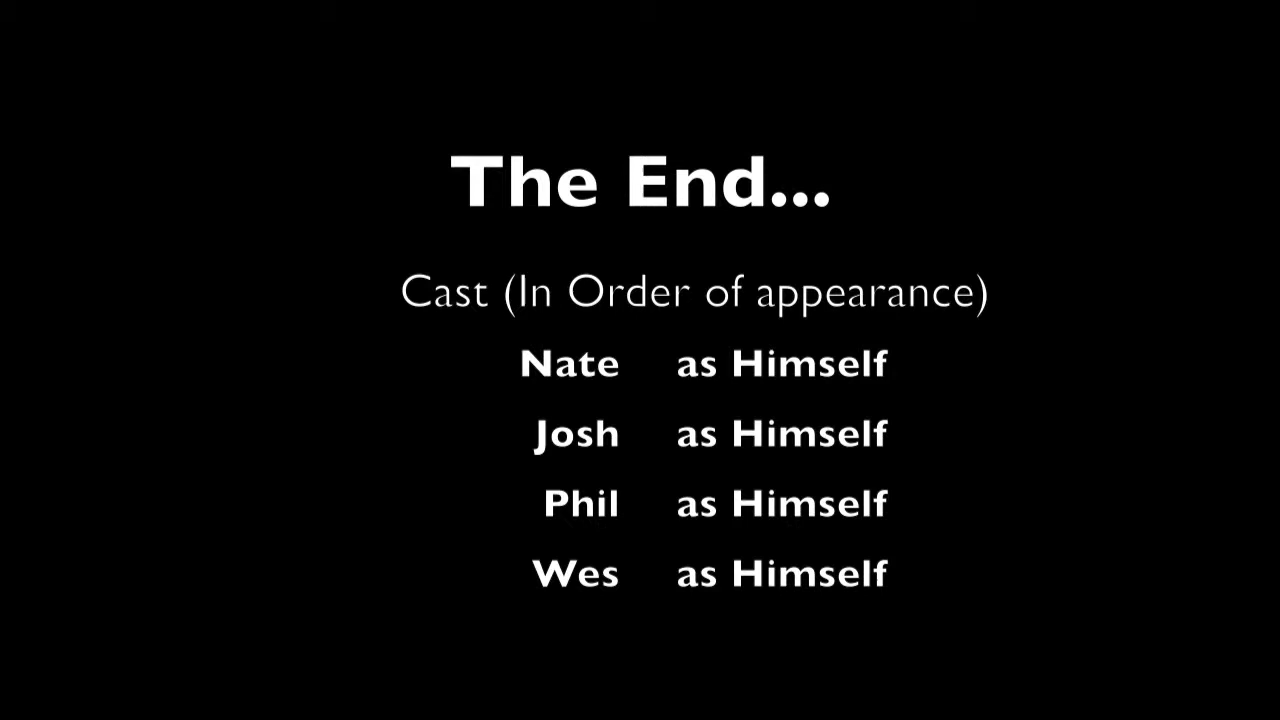 The End...
Cast (In Order of appearance)
Nate as Himself
Josh as Himself
Phil as Himself
Wes as Himself